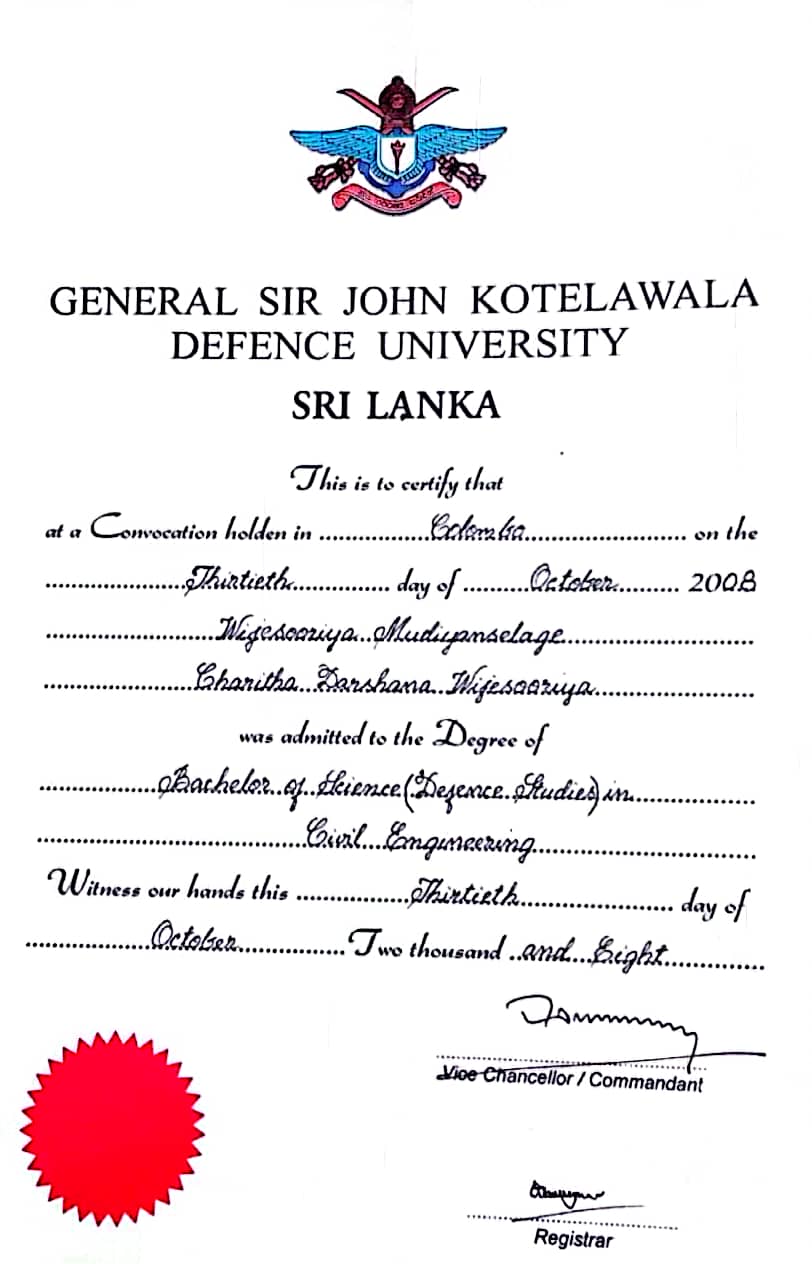 GENERAL SIR JOHN KOTELAWALA
DEFENCE UNIVERSITY
SRI LANKA
This is to certify that
at a Convocation holden in Colombo on the
Thirtieth day of October 2008
Wijesooriya Mudiyanselage
Charitha Darshana Wijesooriya
was admitted to the Degree of
Bachelor of Science (Defence Studies) in
Civil Engineering
Witness our hands this Thirtieth day of
October Two thousand and Eight
Vice Chancellor / Commandant
Registrar